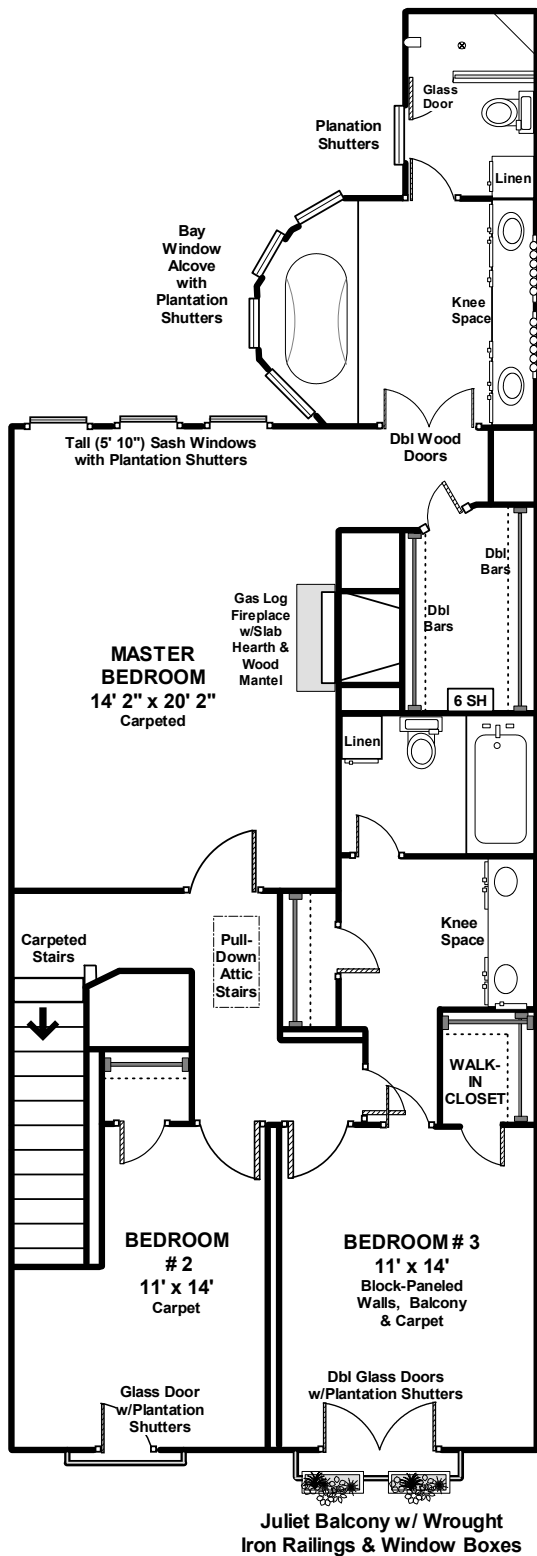 Glass
Door
Planation
Shutters
Linen
Bay
Window
Alcove
with
Plantation
Shutters
Knee
Space
Tall (5' 10") Sash Windows
with Plantation Shutters
Dbl Wood
Doors
Dbl
Bars
Dbl
Bars
Gas Log
Fireplace
w/Slab
Hearth &
Wood
Mantel
MASTER
BEDROOM
14' 2" x 20' 2"
Carpeted
6 SH
Linen
Carpeted
Stairs
Pull-
Down
Attic
Stairs
Knee
Space
WALK-
IN
CLOSET
BEDROOM
# 2
11' x 14'
Carpet
BEDROOM # 3
11' x 14'
Block-Paneled
Walls, Balcony
& Carpet
Glass Door
w/Plantation
Shutters
Dbl Glass Doors
w/Plantation Shutters
Juliet Balcony w/ Wrought
Iron Railings & Window Boxes